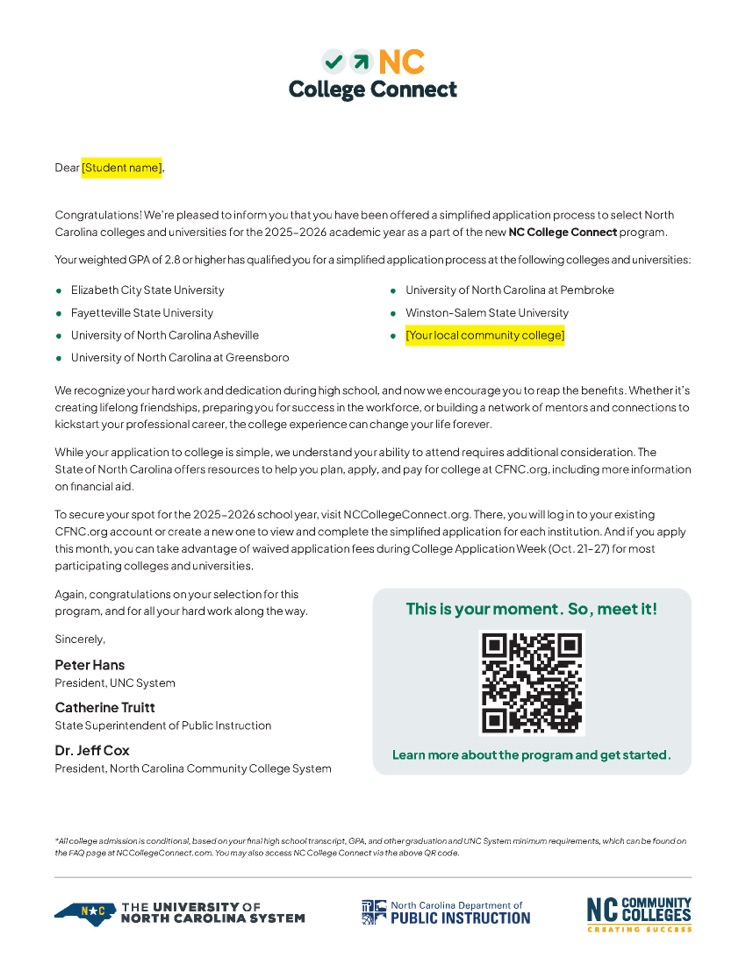 NC
College Connect
Dear [Student name],
Congratulations! We're pleased to inform you that you have been offered a simplified application process to select North
Carolina colleges and universities for the 2025–2026 academic year as a part of the new NC College Connect program.
Your weighted GPA of 2.8 or higher has qualified you for a simplified application process at the following colleges and universities:
• Elizabeth City State University
• Fayetteville State University
• University of North Carolina Asheville
• University of North Carolina at Greensboro
• University of North Carolina at Pembroke
• Winston-Salem State University
• [Your local community college]
We recognize your hard work and dedication during high school, and now we encourage you to reap the benefits. Whether it's
creating lifelong friendships, preparing you for success in the workforce, or building a network of mentors and connections to
kickstart your professional career, the college experience can change your life forever.
While your application to college is simple, we understand your ability to attend requires additional consideration. The
State of North Carolina offers resources to help you plan, apply, and pay for college at CFNC.org, including more information
on financial aid.
To secure your spot for the 2025–2026 school year, visit NCCollegeConnect.org. There, you will log in to your existing
CFNC.org account or create a new one to view and complete the simplified application for each institution. And if you apply
this month, you can take advantage of waived application fees during College Application Week (Oct. 21–27) for most
participating colleges and universities.
Again, congratulations on your selection for this
program, and for all your hard work along the way.
Sincerely,
Peter Hans
President, UNC System
Catherine Truitt
State Superintendent of Public Instruction
Dr. Jeff Cox
President, North Carolina Community College System
This is your moment. So, meet it!
Learn more about the program and get started.
*All college admission is conditional, based on your final high school transcript, GPA, and other graduation and UNC System minimum requirements, which can be found on
the FAQ page at NCCollegeConnect.com. You may also access NC College Connect via the above QR code.
N★C
THE UNIVERSITY OF
NORTH CAROLINA SYSTEM
North Carolina Department of
PUBLIC INSTRUCTION
NC COMMUNITY
COLLEGES
CREATING SUCCESS